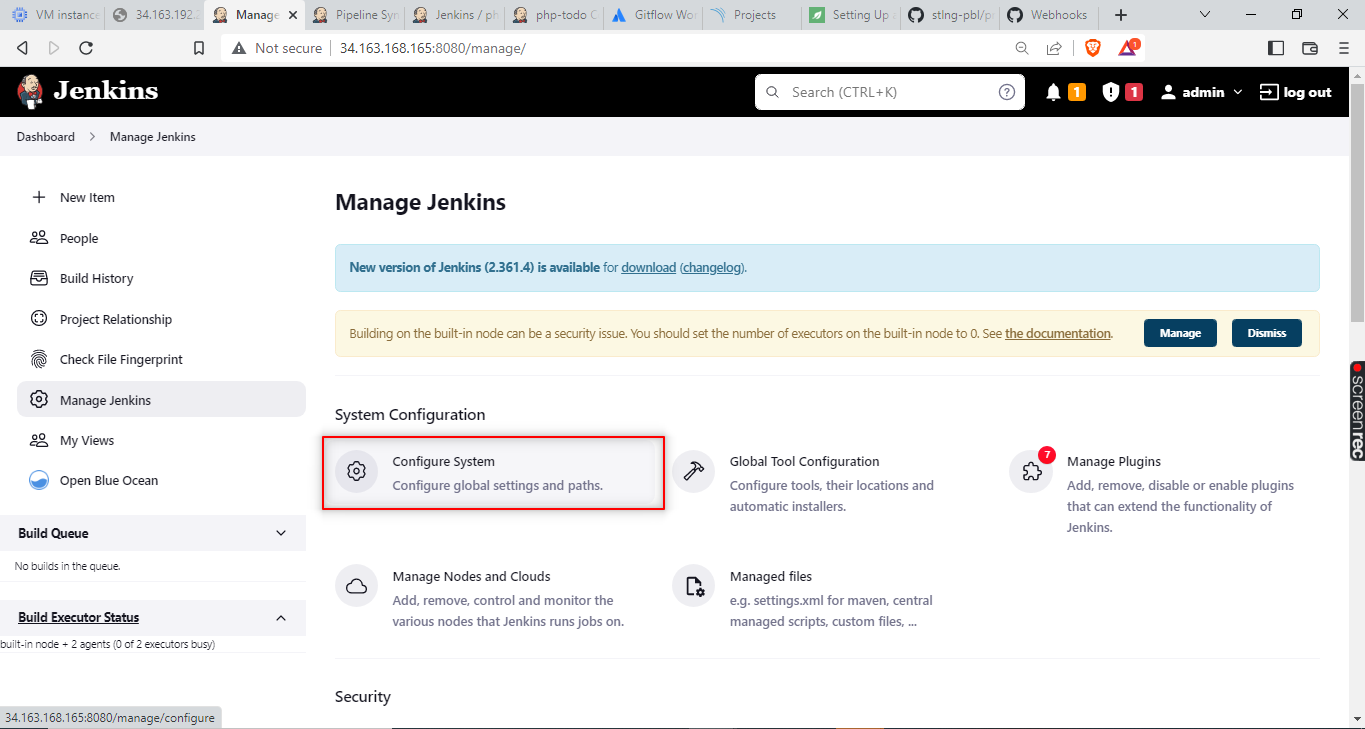 VM instance
34.163.192.2
Manage
Pipeline Syn
Jenkins / ph
php-todo C
Gitflow Wor
Projects
Setting Up a
stlng-pbl/p
Webhooks
Not secure
34.163.168.165:8080/manage/
1
Jenkins
Search (CTRL+K)
1
1
admin
log out
Dashboard
Manage Jenkins
New Item
People
Build History
Project Relationship
Check File Fingerprint
Manage Jenkins
My Views
Open Blue Ocean
Build Queue
No builds in the queue.
Build Executor Status
built-in node + 2 agents (0 of 2 executors busy)
Manage Jenkins
New version of Jenkins (2.361.4) is available for download (changelog).
Building on the built-in node can be a security issue. You should set the number of executors on the built-in node to 0. See the documentation.
Manage
Dismiss
System Configuration
Configure System
Configure global settings and paths.
Global Tool Configuration
Configure tools, their locations and
automatic installers.
7
Manage Plugins
Add, remove, disable or enable plugins
that can extend the functionality of
Jenkins.
Manage Nodes and Clouds
Add, remove, control and monitor the
various nodes that Jenkins runs jobs on.
Managed files
e.g. settings.xml for maven, central
managed scripts, custom files, ...
Security
34.163.168.165:8080/manage/configure
screenrec